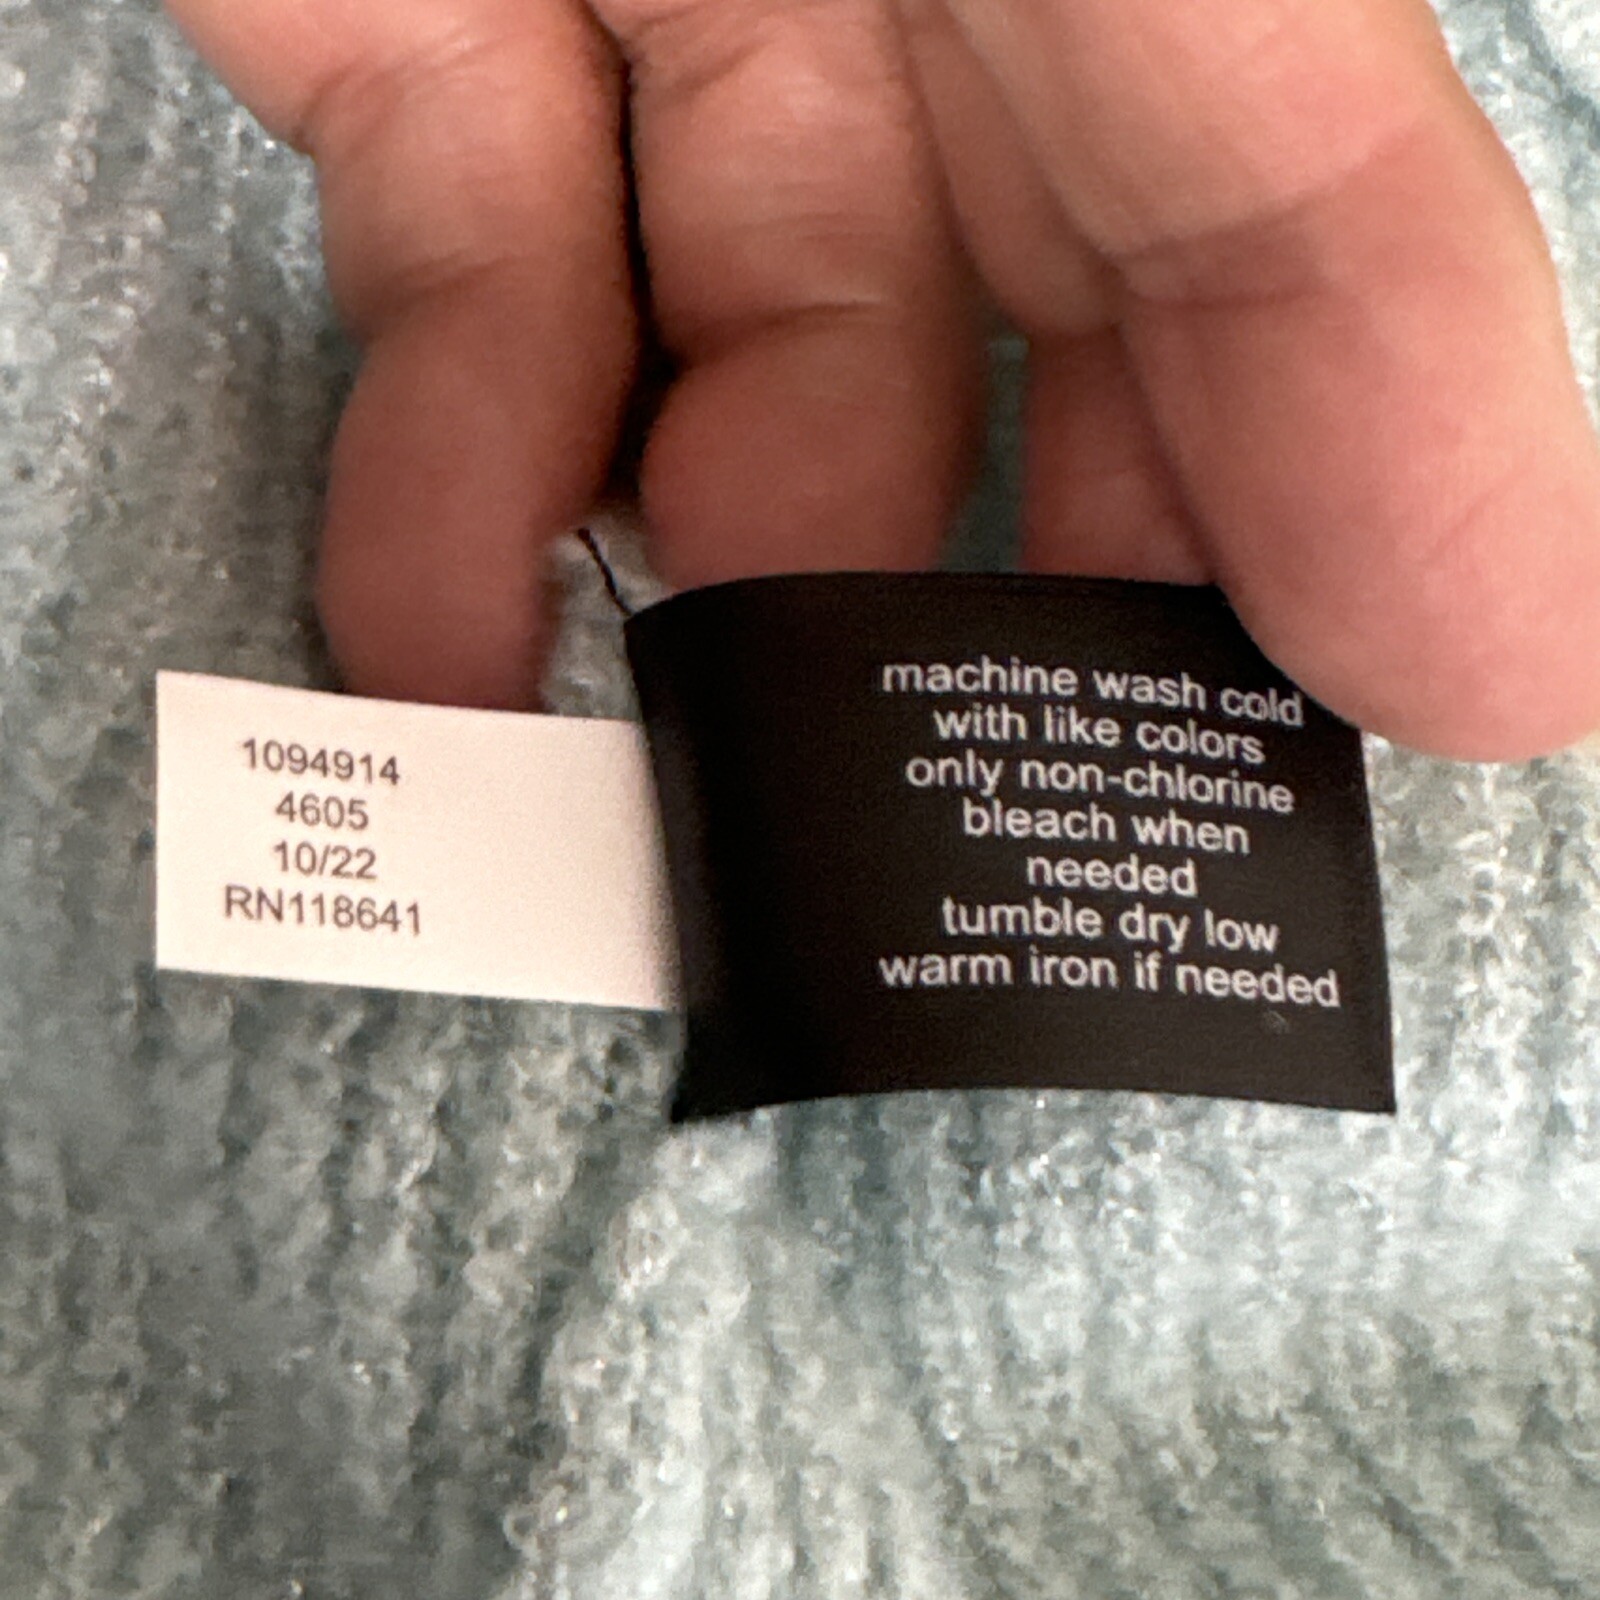 1094914
4605
10/22
RN118641
machine wash cold
with like colors
only non-chlorine
bleach when
needed
tumble dry low
warm iron if needed